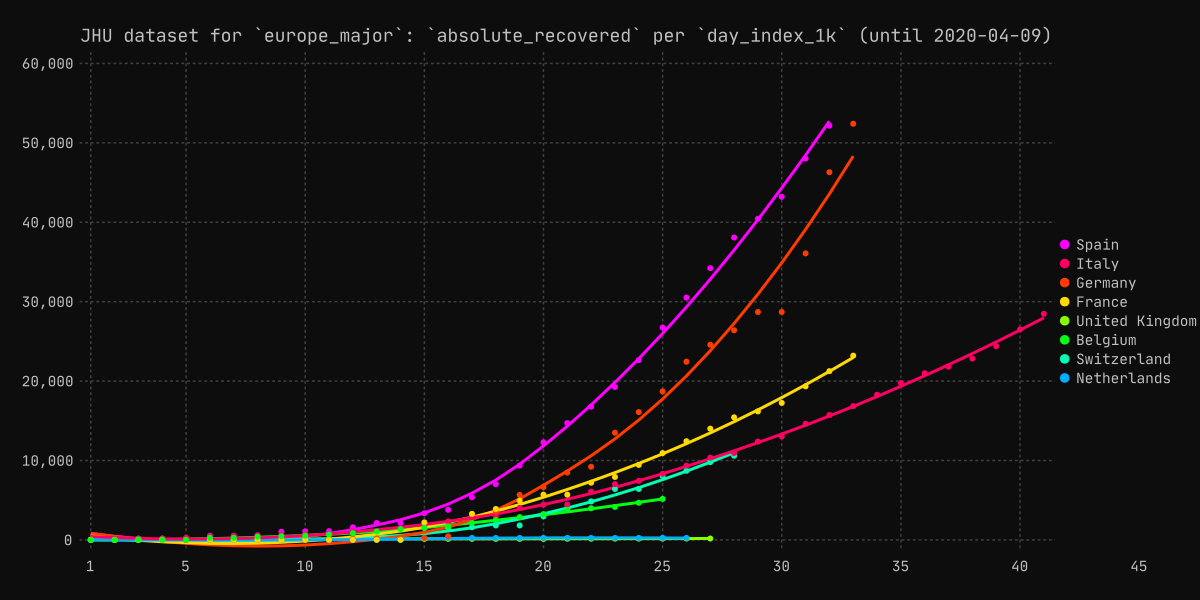 JHU dataset for `europe_major`: `absolute_recovered` per `day_index_1k` (until 2020-04-09)
60,000
50,000
40,000
30,000
20,000
10,000
0
1 5 10 15 20 25 30 35 40 45
Spain
Italy
Germany
France
United Kingdom
Belgium
Switzerland
Netherlands